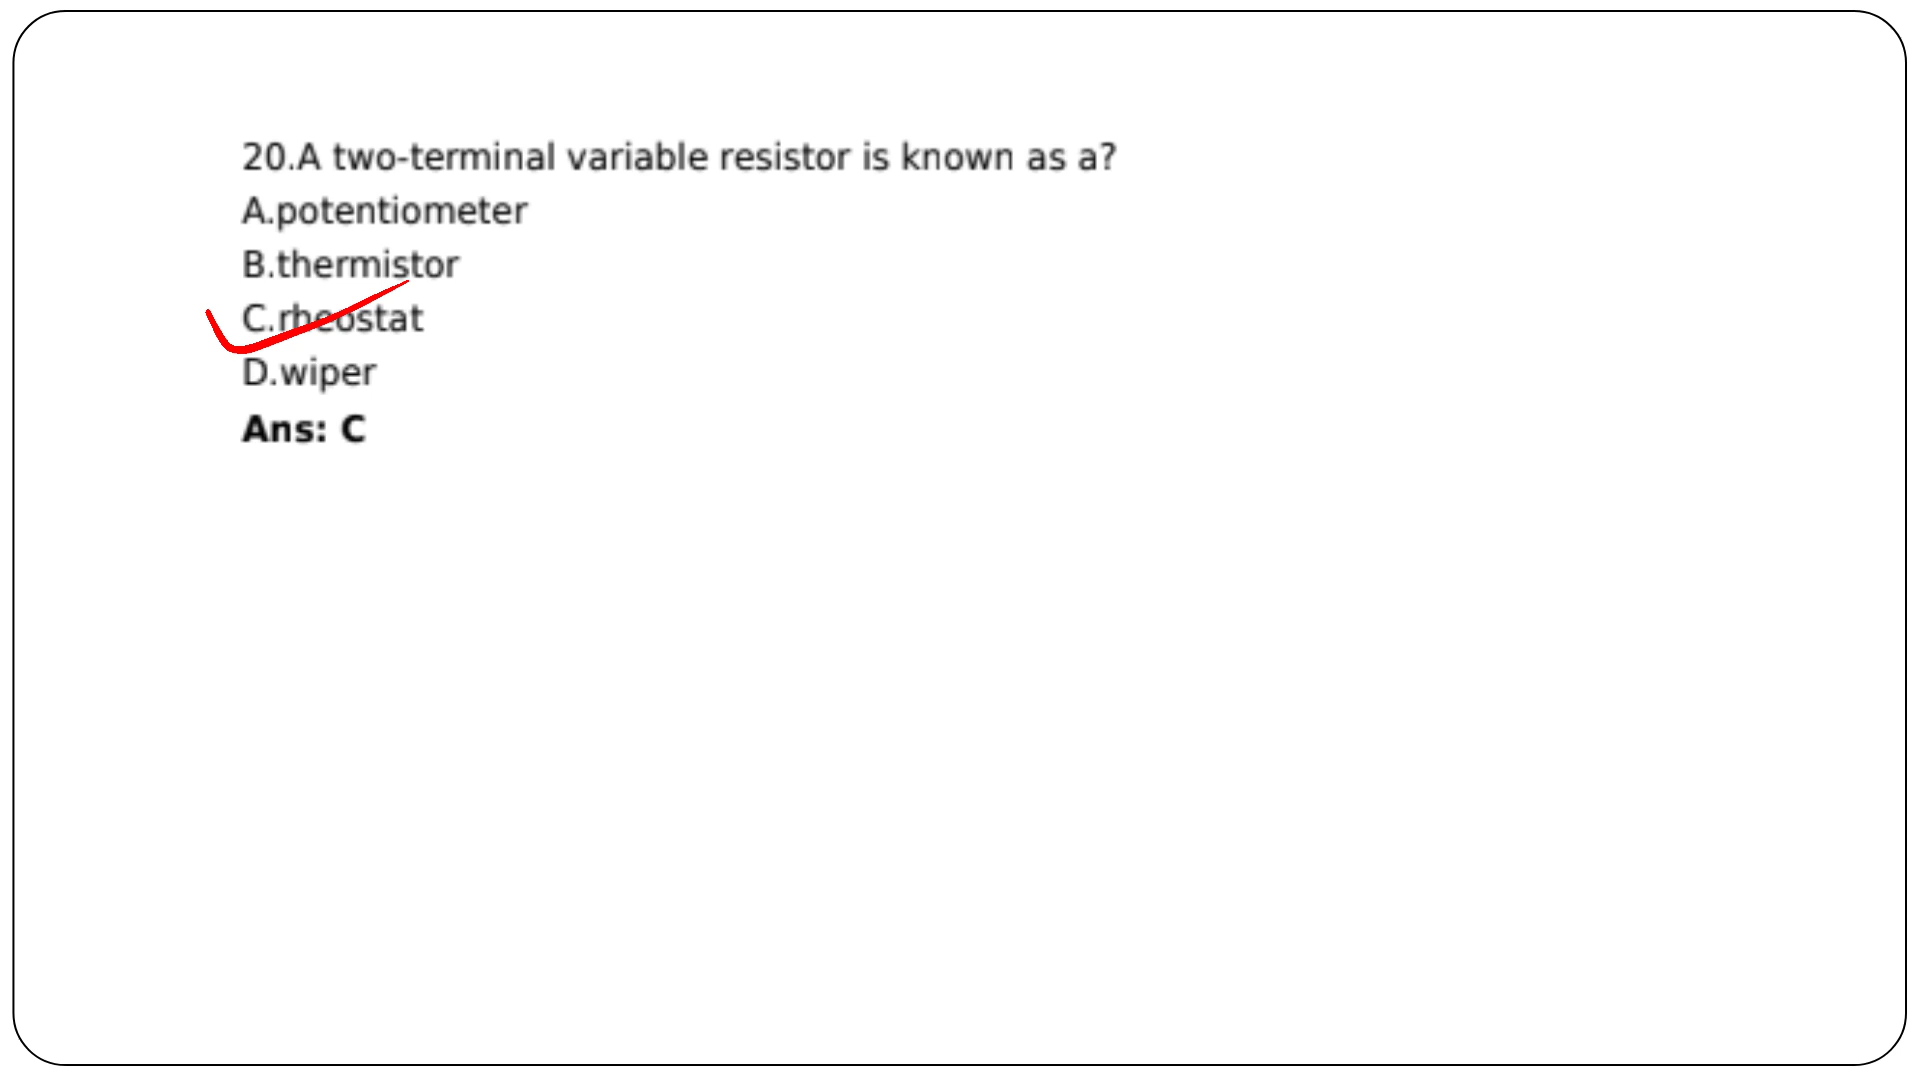 20.A two-terminal variable resistor is known as a?
A.potentiometer
B.thermistor
C.rheostat
D.wiper
Ans: C